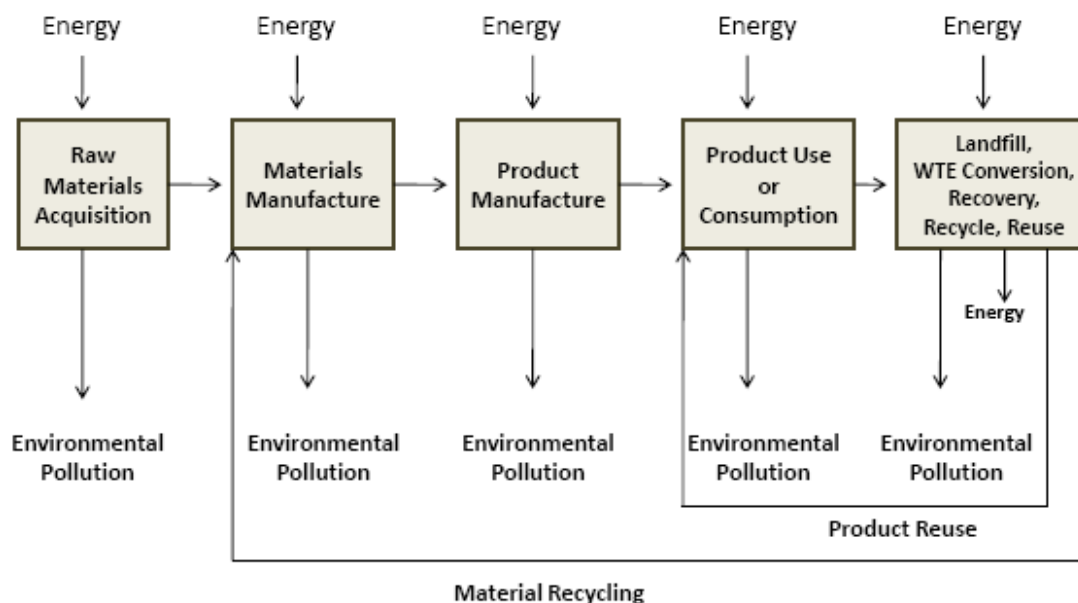 Energy
Energy
Energy
Energy
Energy
Raw
Materials
Acquisition
Materials
Manufacture
Product
Manufacture
Product Use
or
Consumption
Landfill,
WTE Conversion,
Recovery,
Recycle, Reuse
Energy
Environmental
Pollution
Environmental
Pollution
Environmental
Pollution
Environmental
Pollution
Environmental
Pollution
Product Reuse
Material Recycling